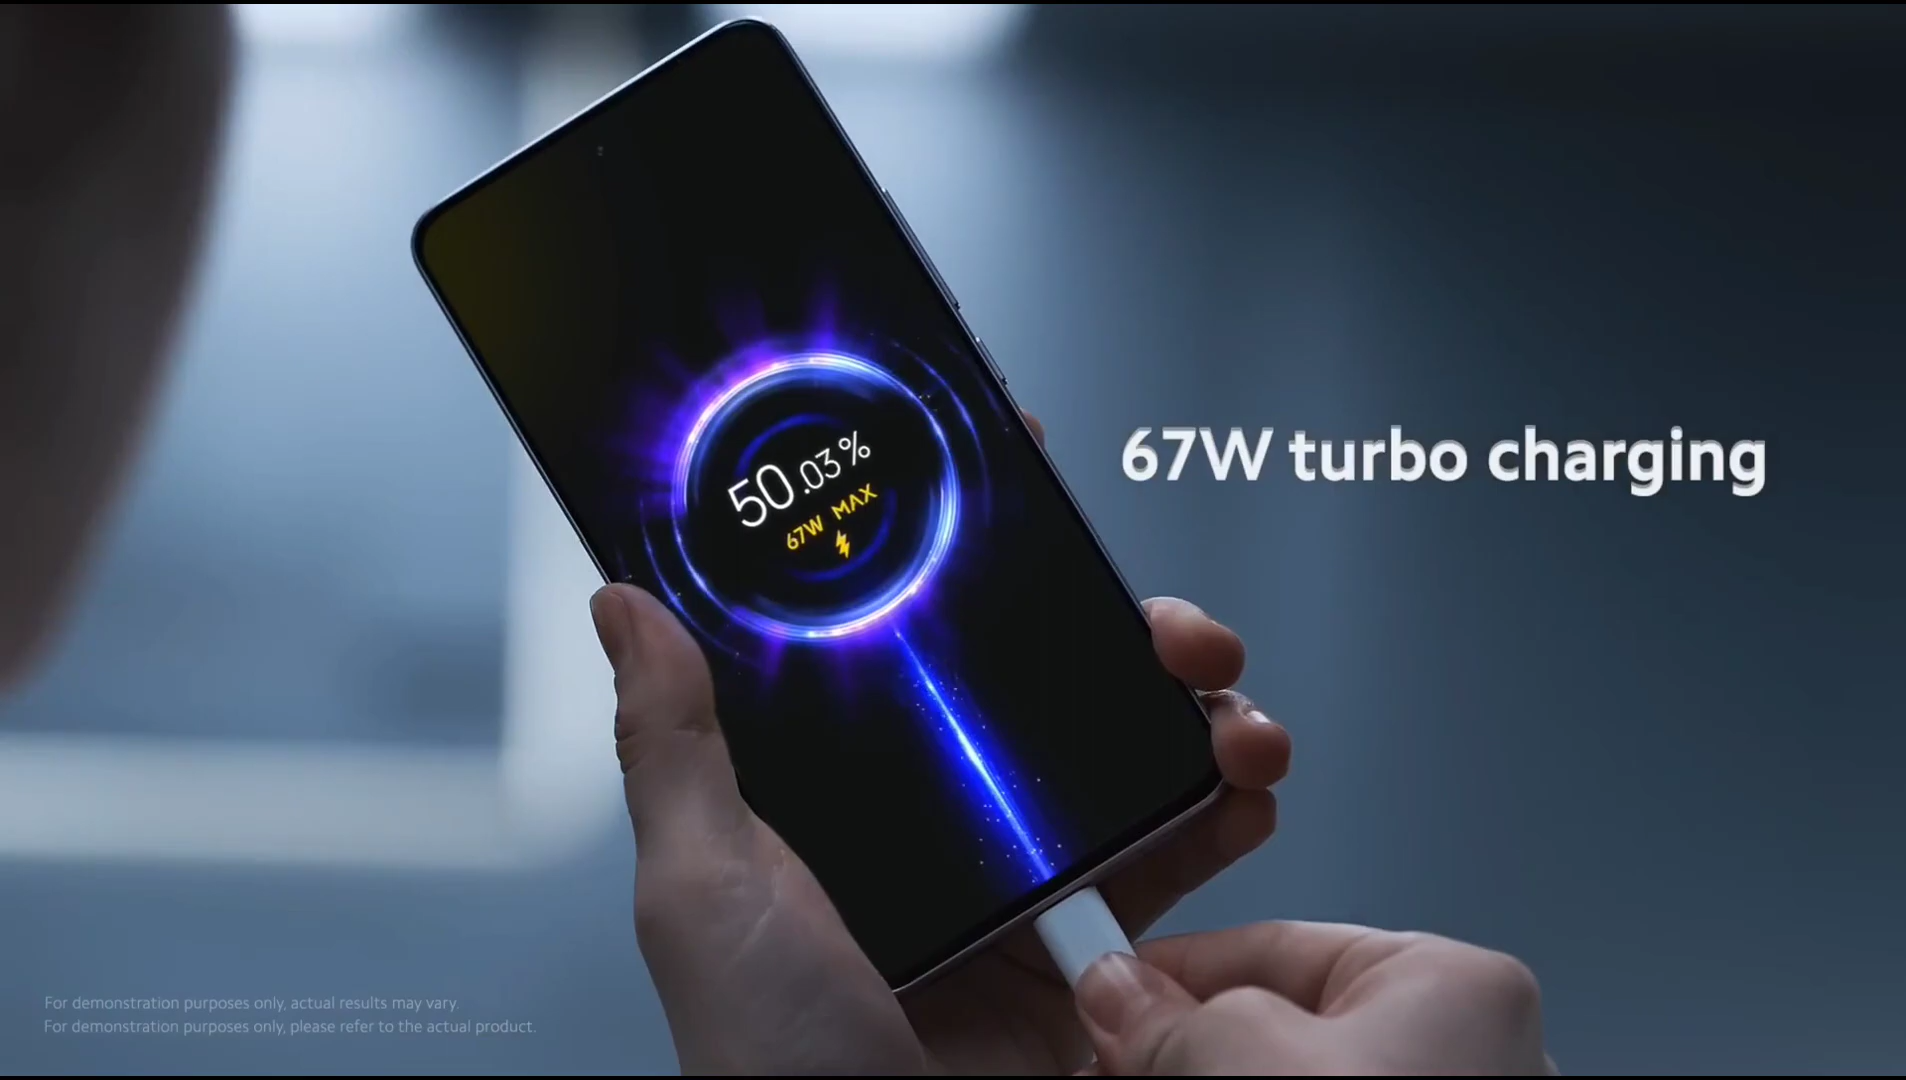 50.03%
67W MAX
67W turbo charging
For demonstration purposes only, actual results may vary.
For demonstration purposes only, please refer to the actual product.